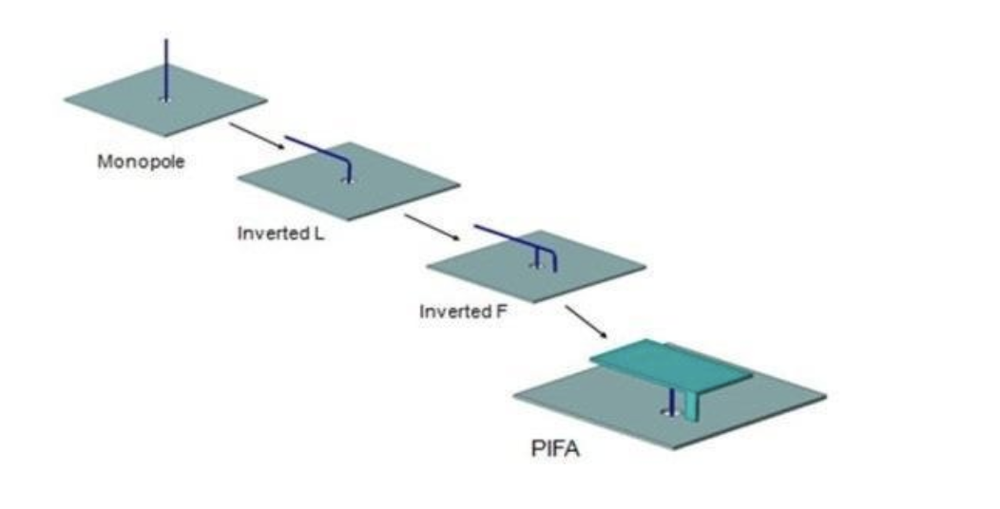 Monopole
Inverted L
Inverted F
PIFA